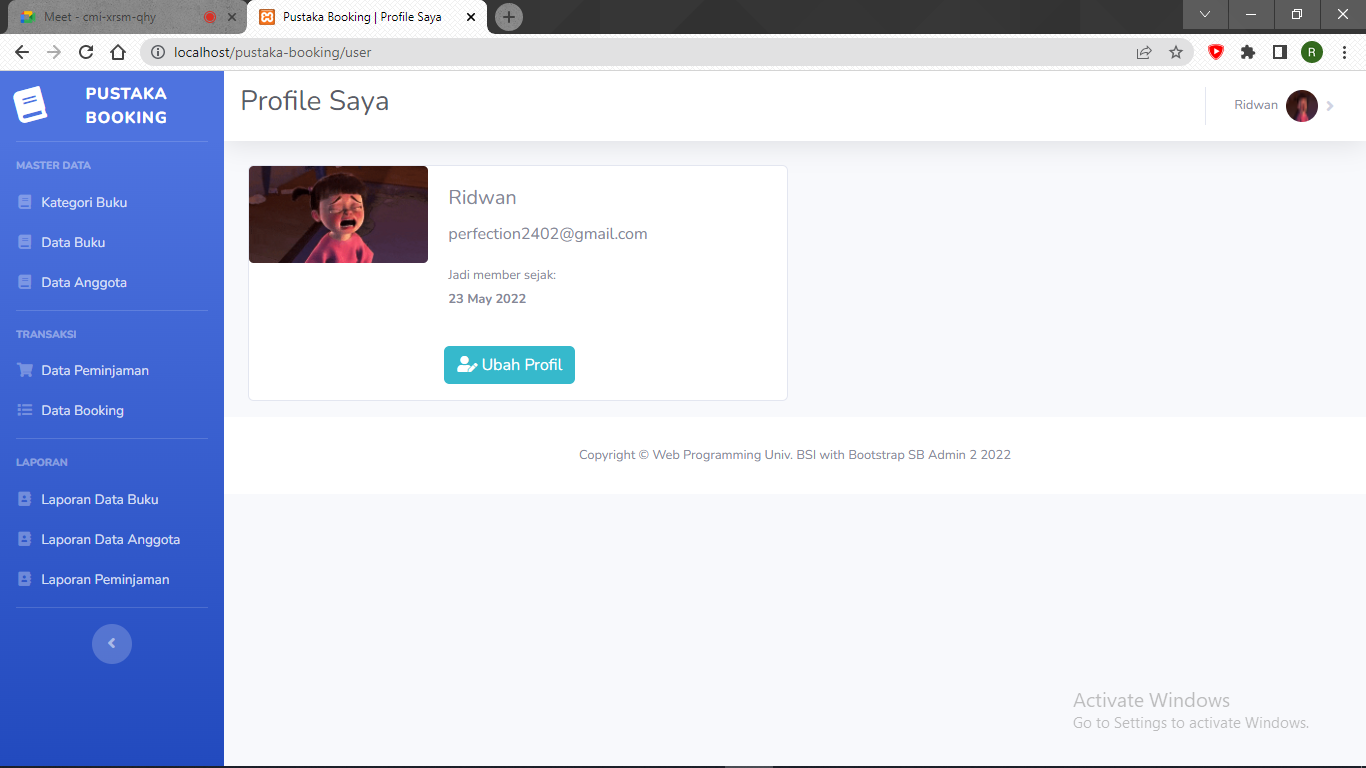 Meet - cmi-xrsm-qhy
Pustaka Booking | Profile Saya
localhost/pustaka-booking/user
R
PUSTAKA
BOOKING
Profile Saya
Ridwan
MASTER DATA
Kategori Buku
Data Buku
Data Anggota
TRANSAKSI
Data Peminjaman
Data Booking
LAPORAN
Laporan Data Buku
Laporan Data Anggota
Laporan Peminjaman
Ridwan
perfection2402@gmail.com
Jadi member sejak:
23 May 2022
Ubah Profil
Copyright © Web Programming Univ. BSI with Bootstrap SB Admin 2 2022
Activate Windows
Go to Settings to activate Windows.